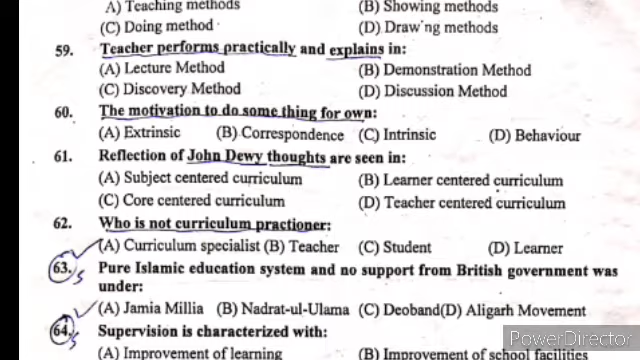 A) Teaching methods (B) Showing methods
(C) Doing method (D) Draw'ng methods
59. Teacher performs practically and explains in:
(A) Lecture Method (B) Demonstration Method
(C) Discovery Method (D) Discussion Method
60. The motivation to do some thing for own:
(A) Extrinsic (B) Correspondence (C) Intrinsic (D) Behaviour
61. Reflection of John Dewy thoughts are seen in:
(A) Subject centered curriculum (B) Learner centered curriculum
(C) Core centered curriculum (D) Teacher centered curriculum
62. Who is not curriculum practioner:
(A) Curriculum specialist (B) Teacher (C) Student (D) Learner
63. Pure Islamic education system and no support from British government was
under:
(A) Jamia Millia (B) Nadrat-ul-Ulama (C) Deoband(D) Aligarh Movement
64. Supervision is characterized with:
(A) Improvement of learning (B) Improvement of school facilities
PowerDirector